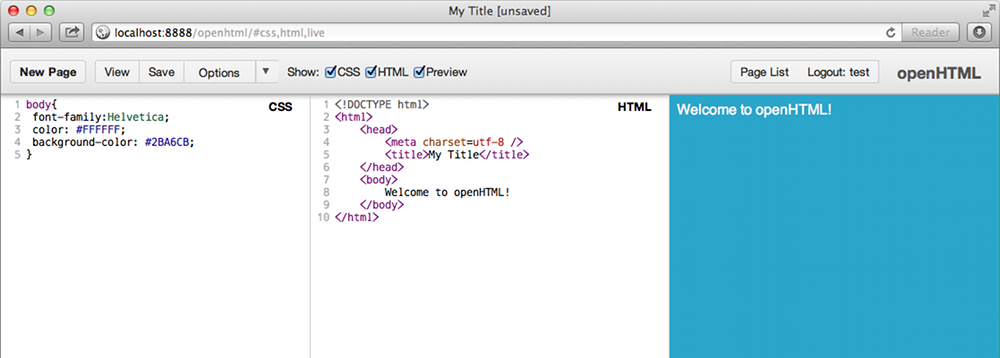 My Title [unsaved]
localhost:8888/openhtml/#css,html,live
Reader
New Page View Save Options Show: CSS HTML Preview Page List Logout: test openHTML
CSS
1 body{
2 font-family:Helvetica;
3 color: #FFFFFF;
4 background-color: #2BA6CB;
5 }
HTML
1 <!DOCTYPE html>
2 <html>
3 <head>
4 <meta charset=utf-8 />
5 <title>My Title</title>
6 </head>
7 <body>
8 Welcome to openHTML!
9 </body>
10 </html>
Welcome to openHTML!